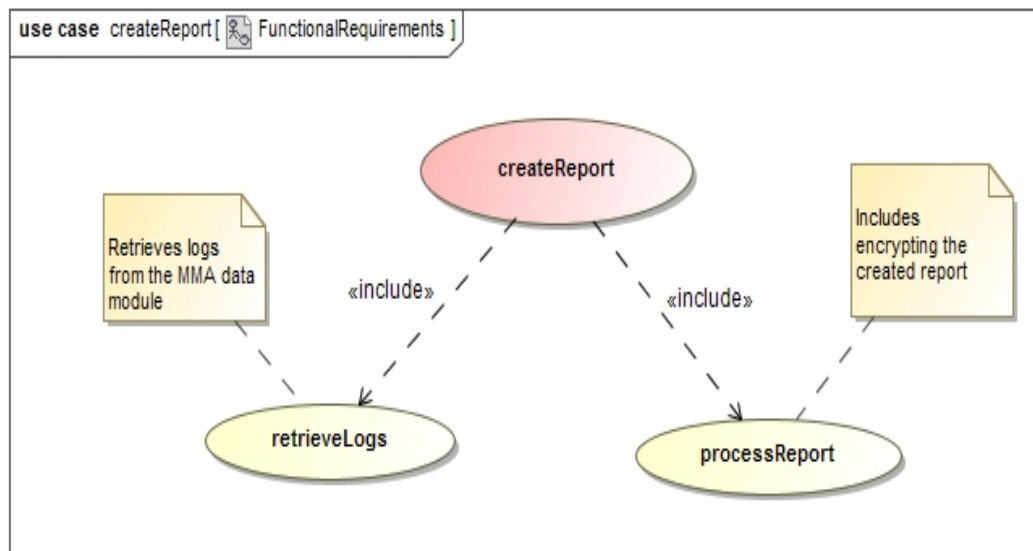 use case createReport[ FunctionalRequirements ]
createReport
Retrieves logs
from the MMA data
module
Includes
encrypting the
created report
«include»
«include»
retrieveLogs
processReport